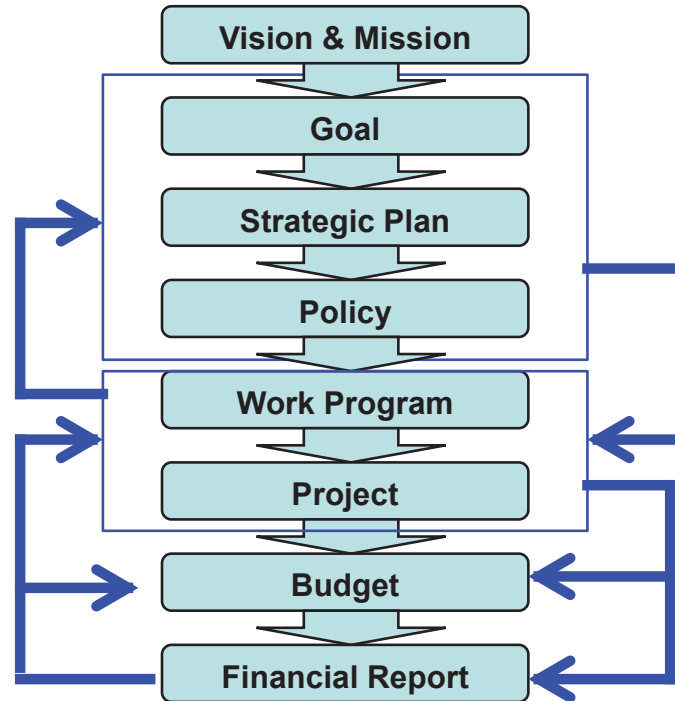 Vision & Mission
Goal
Strategic Plan
Policy
Work Program
Project
Budget
Financial Report